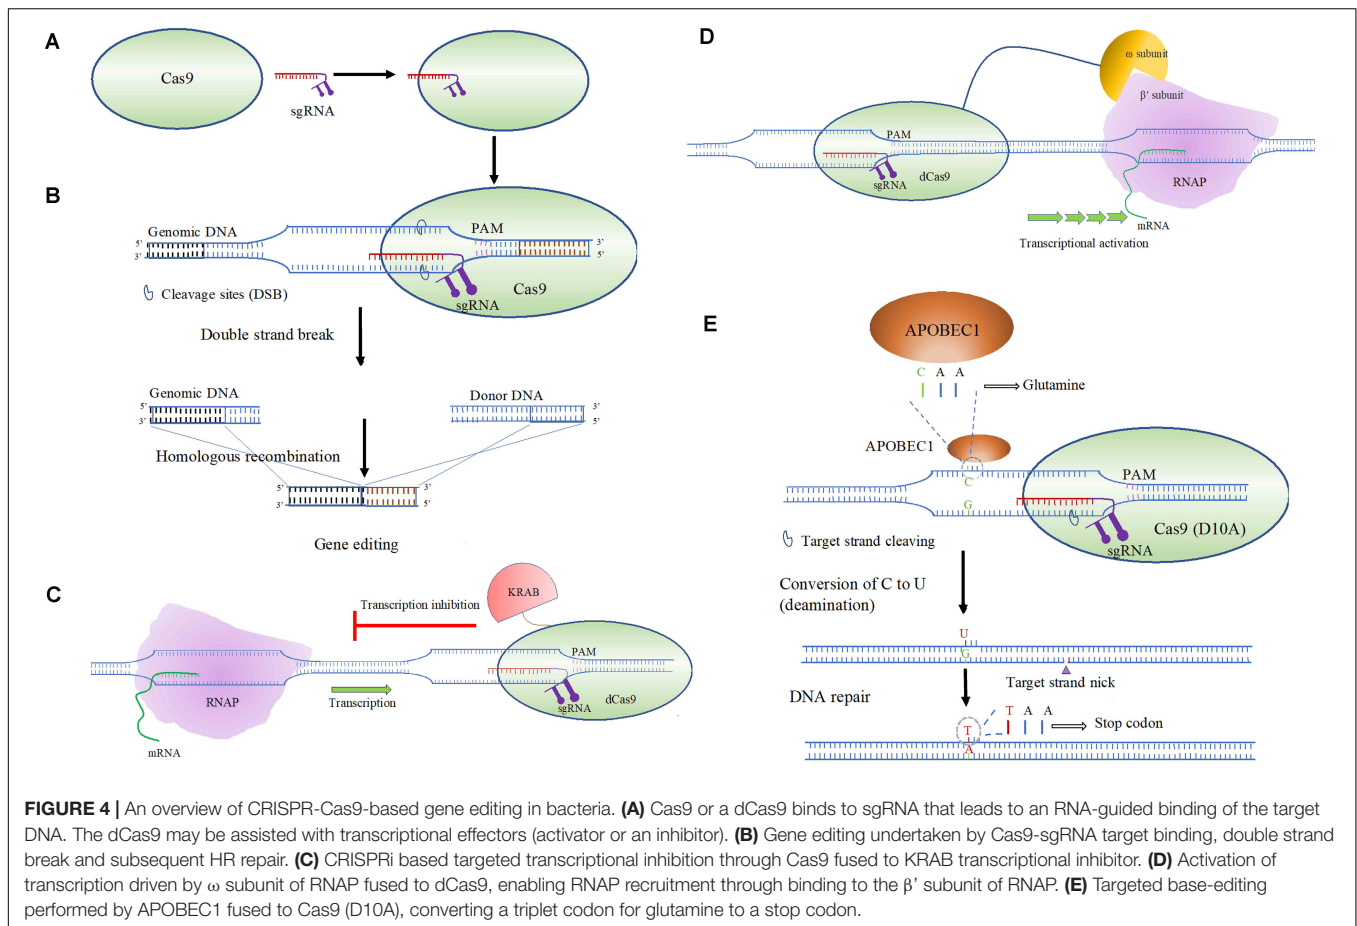 A
Cas9
sgRNA
B
Genomic DNA
5'
3'
PAM
3'
5'
Cas9
sgRNA
Cleavage sites (DSB)
Double strand break
Genomic DNA
5'
3'
Donor DNA
3'
5'
Homologous recombination
5'
3'
3'
5'
Gene editing
C
KRAB
Transcription inhibition
PAM
RNAP
Transcription
sgRNA
dCas9
mRNA
D
ω subunit
β' subunit
PAM
sgRNA
dCas9
RNAP
mRNA
Transcriptional activation
E
APOBEC1
C A A
Glutamine
APOBEC1
PAM
C
G
Cas9 (D10A)
sgRNA
Target strand cleaving
Conversion of C to U
(deamination)
U
G
Target strand nick
DNA repair
T A A
Stop codon
T
A
FIGURE 4 | An overview of CRISPR-Cas9-based gene editing in bacteria. (A) Cas9 or a dCas9 binds to sgRNA that leads to an RNA-guided binding of the target
DNA. The dCas9 may be assisted with transcriptional effectors (activator or an inhibitor). (B) Gene editing undertaken by Cas9-sgRNA target binding, double strand
break and subsequent HR repair. (C) CRISPRi based targeted transcriptional inhibition through Cas9 fused to KRAB transcriptional inhibitor. (D) Activation of
transcription driven by ω subunit of RNAP fused to dCas9, enabling RNAP recruitment through binding to the β' subunit of RNAP. (E) Targeted base-editing
performed by APOBEC1 fused to Cas9 (D10A), converting a triplet codon for glutamine to a stop codon.